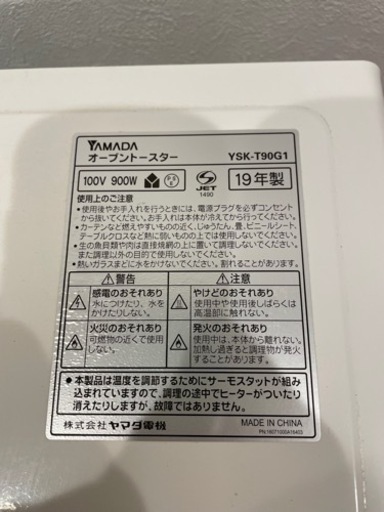 YAMADA
オーブントースター YSK-T90G1
100V 900W PS E JET 1490 19年製
使用上のご注意
●使用後やお手入れを行うときには、電源プラグを必ずコンセント
から抜いてください。お手入れは本体が冷えてから行ってください。
●カーテンなど燃えやすいものの近く、じゅうたん、畳、ビニールシート、
テーブルクロスなど熱に弱いものの上では使用しないでください。
●生の魚貝類や肉は直接焼網の上に置いて調理しないでください。
また調理以外の目的で使用しないでください。
●熱いガラスまどに水をかけないでください。割れることがあります。
⚠警告
感電のおそれあり
水につけたり、水を
かけたりしない。
火災のおそれあり
可燃物の近くで使用
しない。
⚠注意
やけどのおそれあり
使用中や使用後しばらくは
高温部に触れない。
発火のおそれあり
使用中は、本体から離れない。
加熱し過ぎると調理物が発火
することがあります。
●本製品は温度を調節するためにサーモスタットが組み
込まれていますので、調理の途中でヒーターがついたり
消えたりしますが、故障ではありません。
株式会社 ヤマダ電機 MADE IN CHINA